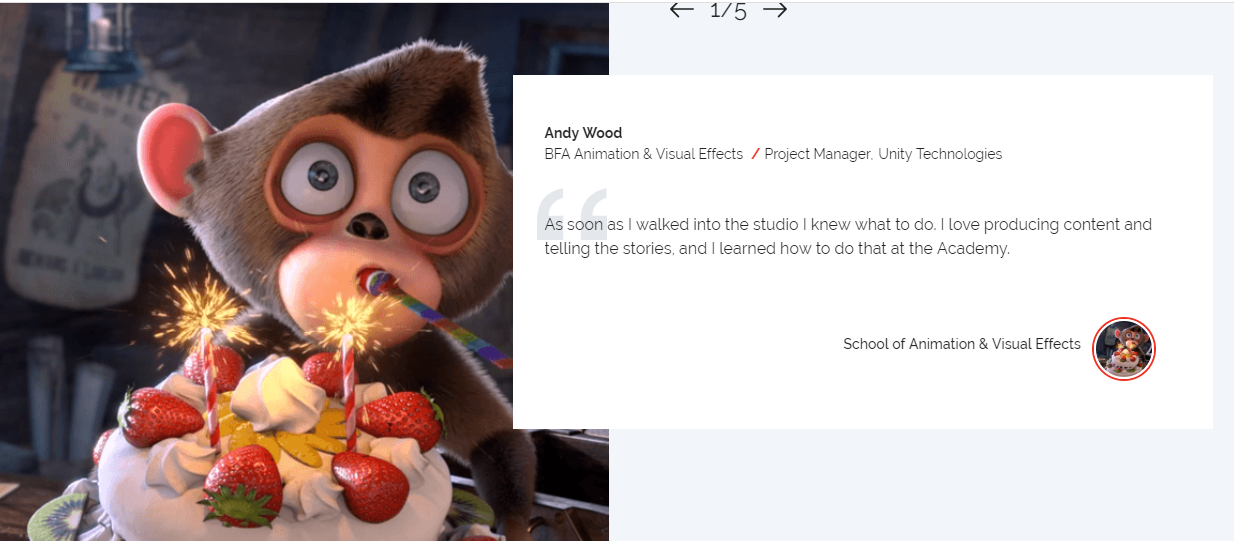 1/5
WANTED
Andy Wood
BFA Animation & Visual Effects / Project Manager, Unity Technologies
“
As soon as I walked into the studio I knew what to do. I love producing content and
telling the stories, and I learned how to do that at the Academy.
School of Animation & Visual Effects